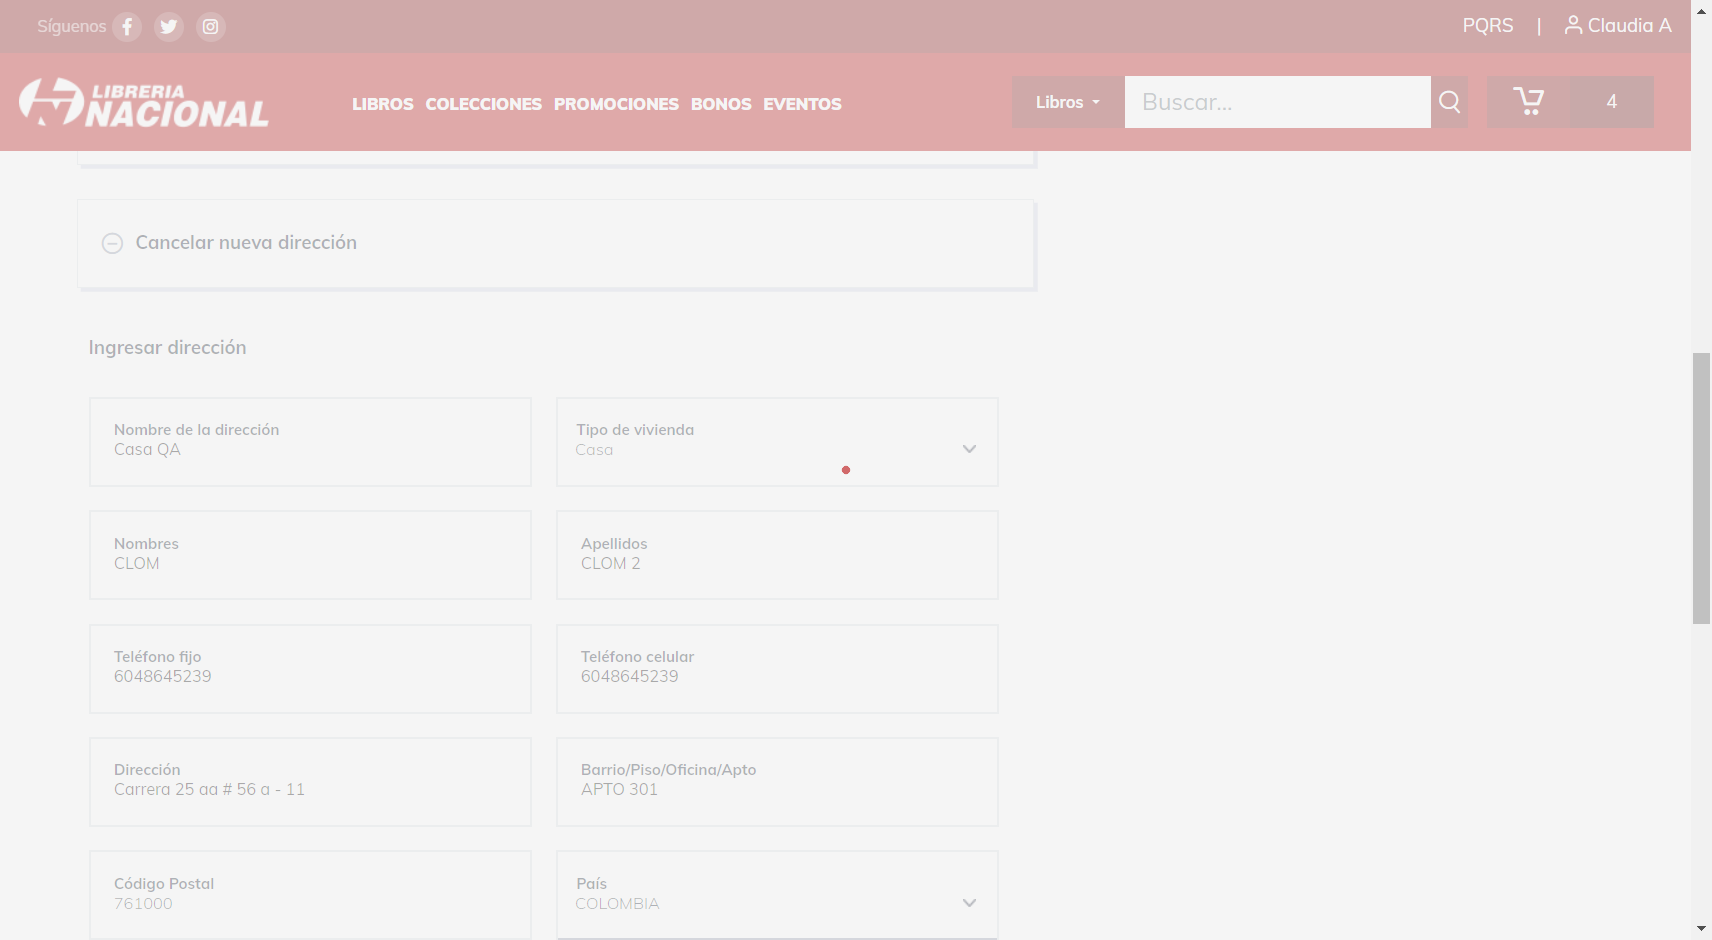 Síguenos
PQRS | Claudia A
LIBRERIA
NACIONAL
LIBROS COLECCIONES PROMOCIONES BONOS EVENTOS
Libros
Buscar...
4
Cancelar nueva dirección
Ingresar dirección
Nombre de la dirección
Casa QA
Tipo de vivienda
Casa
Nombres
CLOM
Apellidos
CLOM 2
Teléfono fijo
6048645239
Teléfono celular
6048645239
Dirección
Carrera 25 aa # 56 a - 11
Barrio/Piso/Oficina/Apto
APTO 301
Código Postal
761000
País
COLOMBIA